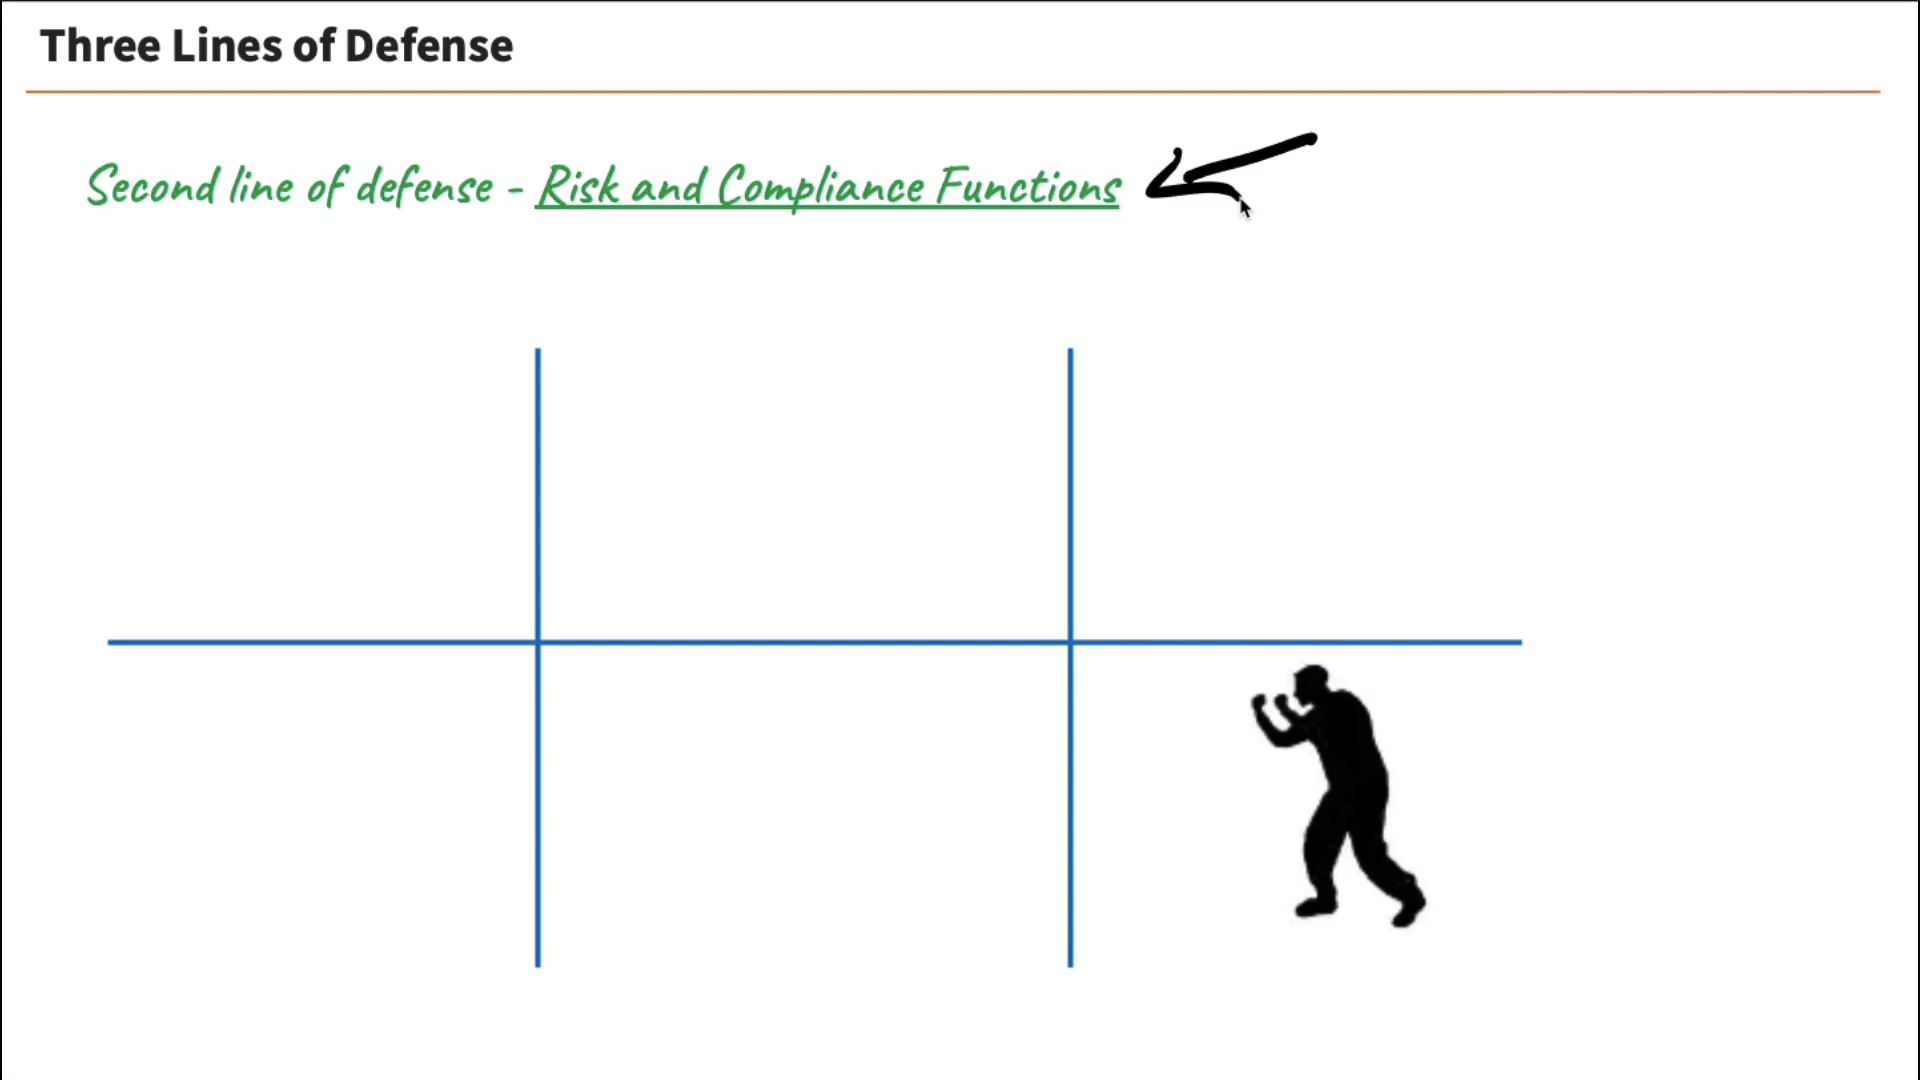 Three Lines of Defense
Second line of defense - Risk and Compliance Functions